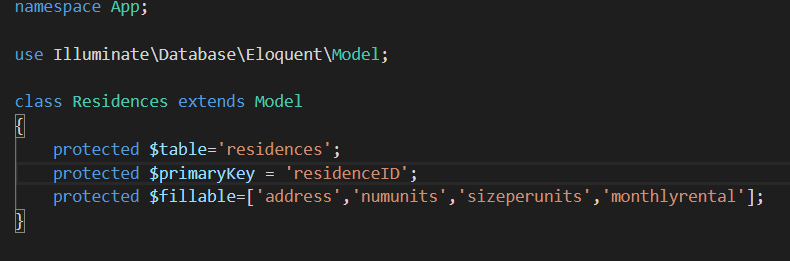 namespace App;
use Illuminate\Database\Eloquent\Model;
class Residences extends Model
{
protected $table='residences';
protected $primaryKey = 'residenceID';
protected $fillable=['address','numunits','sizeperunits','monthlyrental'];
}